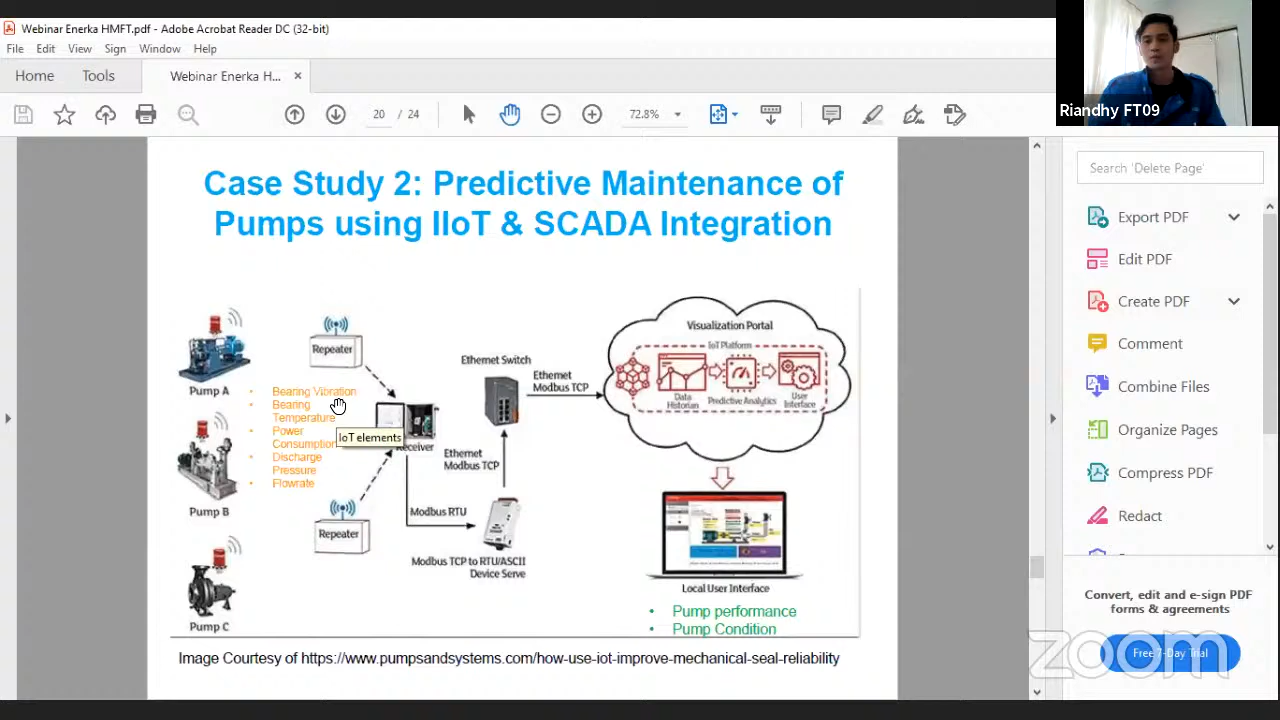 Webinar Enerka HMFT.pdf - Adobe Acrobat Reader DC (32-bit)
File Edit View Sign Window Help
Home Tools Webinar Enerka H... ×
20 / 24 72.8%
Riandhy FT09
Case Study 2: Predictive Maintenance of
Pumps using IIoT & SCADA Integration
Pump A
• Bearing Vibration
• Bearing
Temperature
• Power
Consumption
• Discharge
Pressure
• Flowrate
Pump B
Pump C
Repeater
IoT elements
Receiver
Repeater
Modbus RTU
Ethernet Switch
Ethernet
Modbus TCP
Ethernet
Modbus TCP
Modbus TCP to RTU/ASCII
Device Serve
Visualization Portal
IoT Platform
Data
Historian
Predictive Analytics
User
Interface
Local User Interface
• Pump performance
• Pump Condition
Image Courtesy of https://www.pumpsandsystems.com/how-use-iot-improve-mechanical-seal-reliability
Search 'Delete Page'
Export PDF
Edit PDF
Create PDF
Comment
Combine Files
Organize Pages
Compress PDF
Redact
Convert, edit and e-sign PDF
forms & agreements
Free 7-Day Trial
zoom